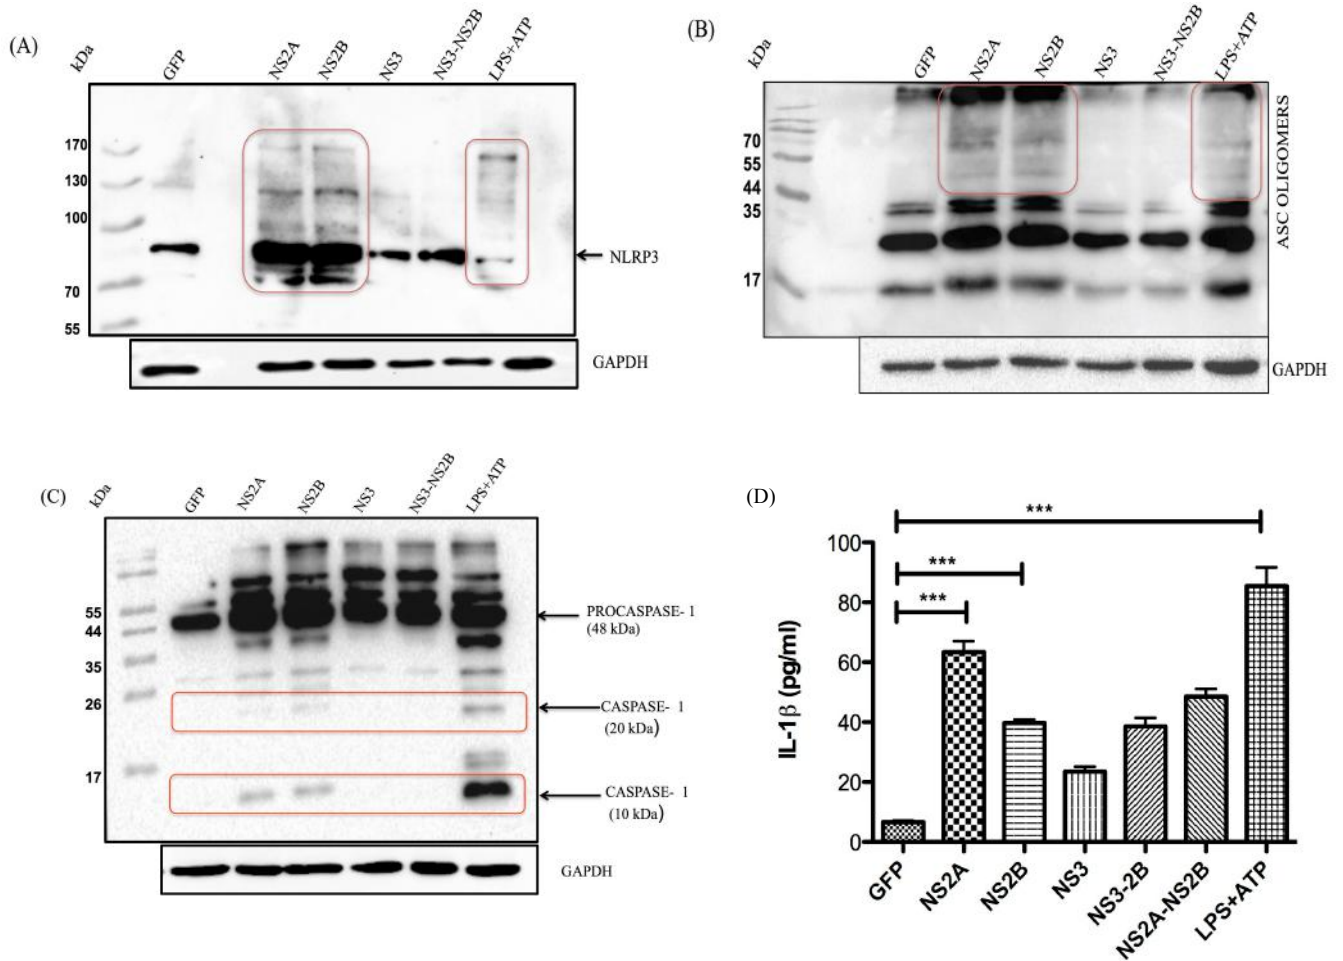 (A)
kDa
GFP
NS2A
NS2B
NS3
NS3-NS2B
LPS+ATP
170
130
100
70
55
NLRP3
GAPDH
(B)
kDa
GFP
NS2A
NS2B
NS3
NS3-NS2B
LPS+ATP
70
55
44
35
17
ASC OLIGOMERS
GAPDH
(C)
kDa
GFP
NS2A
NS2B
NS3
NS3-NS2B
LPS+ATP
55
44
35
26
17
PROCASPASE- 1
(48 kDa)
CASPASE- 1
(20 kDa)
CASPASE- 1
(10 kDa)
GAPDH
(D)
***
***
***
100
80
60
40
20
0
IL-1β (pg/ml)
GFP
NS2A
NS2B
NS3
NS3-2B
NS2A-NS2B
LPS+ATP